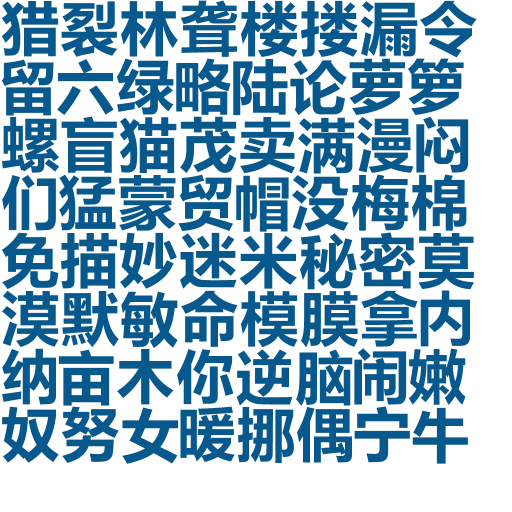 猎裂林聋楼搂漏令
留六绿略陆论萝箩
螺盲猫茂卖满漫闷
们猛蒙贸帽没梅棉
免描妙迷米秘密莫
漠默敏命模膜拿内
纳亩木你逆脑闹嫩
奴努女暖挪偶宁牛